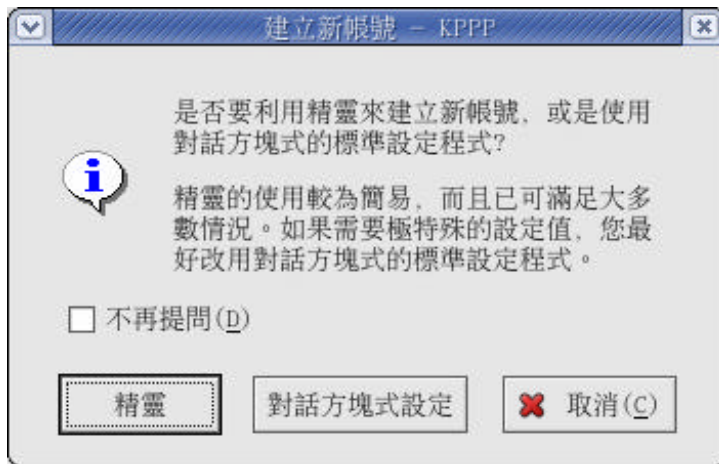 建立新帳號 - KPPP
是否要利用精靈來建立新帳號，或是使用
對話方塊式的標準設定程式?
精靈的使用較為簡易，而且已可滿足大多
數情況。如果需要極特殊的設定值，您最
好改用對話方塊式的標準設定程式。
不再提問(D)
精靈
對話方塊式設定
取消(C)